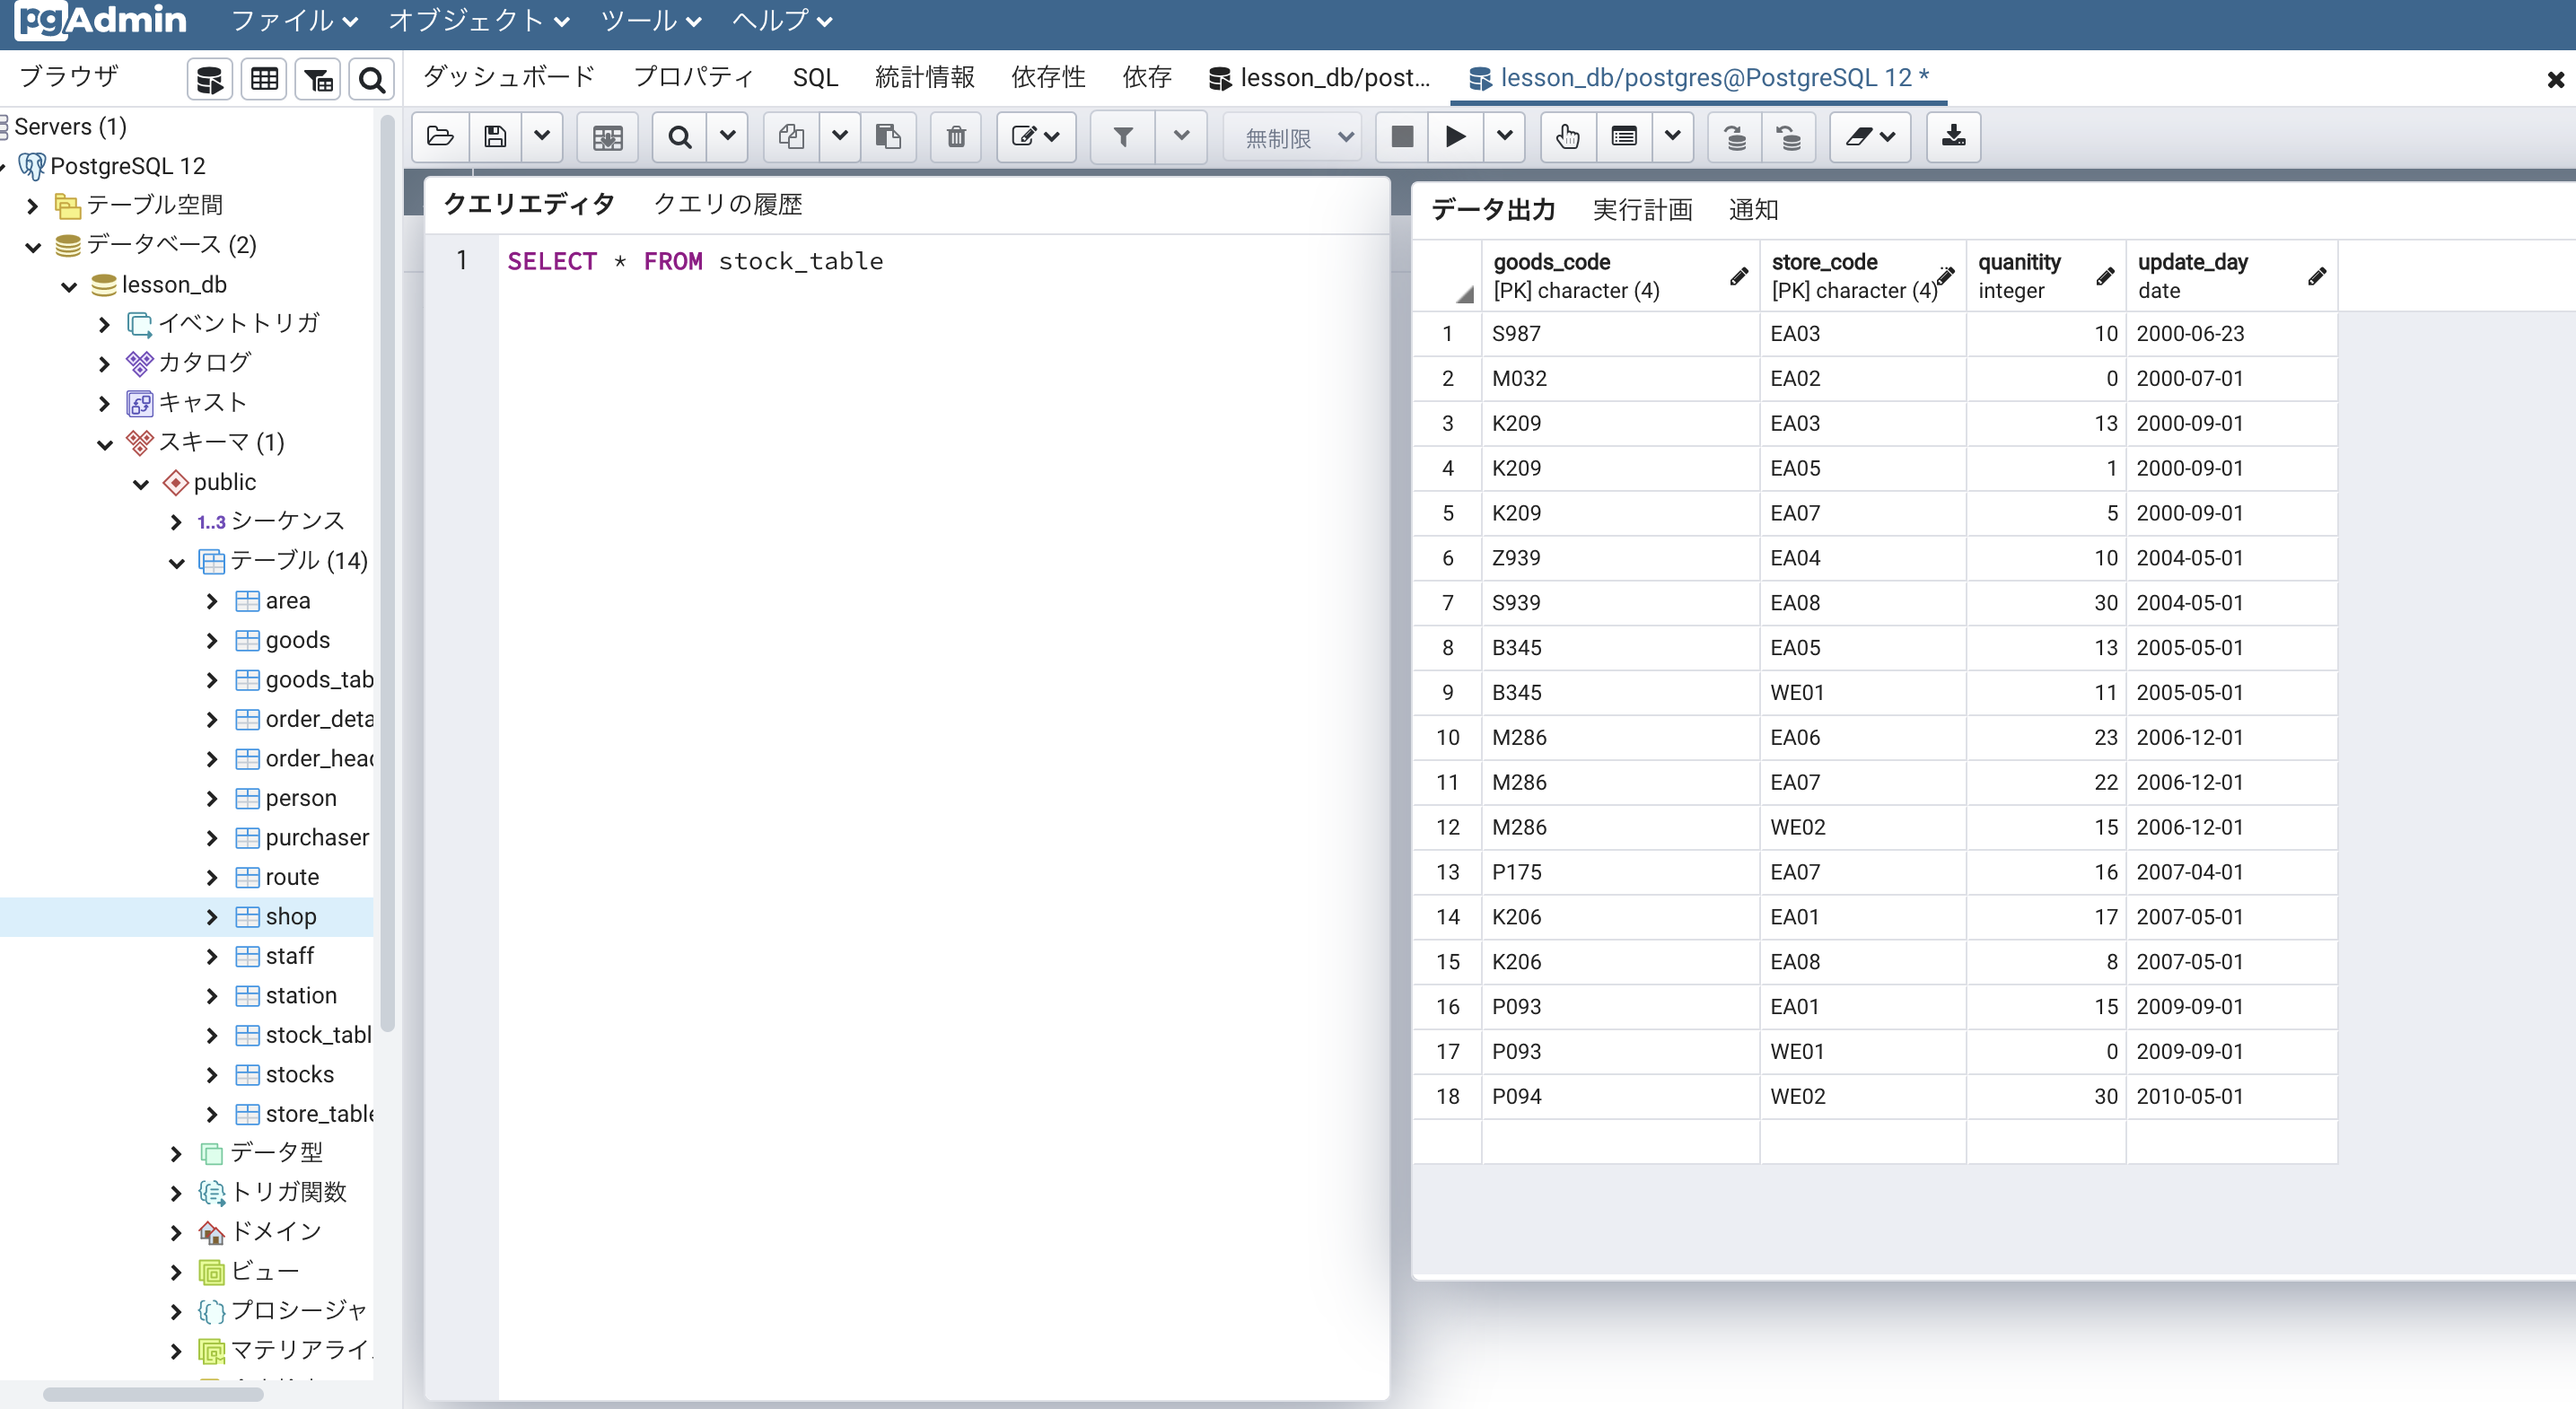 pgAdmin ファイル オブジェクト ツール ヘルプ
ブラウザ
ダッシュボード プロパティ SQL 統計情報 依存性 依存 lesson_db/post... lesson_db/postgres@PostgreSQL 12 *
無制限
Servers (1)
PostgreSQL 12
テーブル空間
データベース (2)
lesson_db
イベントトリガ
カタログ
キャスト
スキーマ (1)
public
1..3 シーケンス
テーブル (14)
area
goods
goods_tab
order_deta
order_head
person
purchaser
route
shop
staff
station
stock_tabl
stocks
store_table
データ型
トリガ関数
ドメイン
ビュー
プロシージャ
マテリアライ
クエリエディタ クエリの履歴
1 SELECT * FROM stock_table
データ出力 実行計画 通知
goods_code store_code quanitity update_day
[PK] character (4) [PK] character (4) integer date
1 S987 EA03 10 2000-06-23
2 M032 EA02 0 2000-07-01
3 K209 EA03 13 2000-09-01
4 K209 EA05 1 2000-09-01
5 K209 EA07 5 2000-09-01
6 Z939 EA04 10 2004-05-01
7 S939 EA08 30 2004-05-01
8 B345 EA05 13 2005-05-01
9 B345 WE01 11 2005-05-01
10 M286 EA06 23 2006-12-01
11 M286 EA07 22 2006-12-01
12 M286 WE02 15 2006-12-01
13 P175 EA07 16 2007-04-01
14 K206 EA01 17 2007-05-01
15 K206 EA08 8 2007-05-01
16 P093 EA01 15 2009-09-01
17 P093 WE01 0 2009-09-01
18 P094 WE02 30 2010-05-01